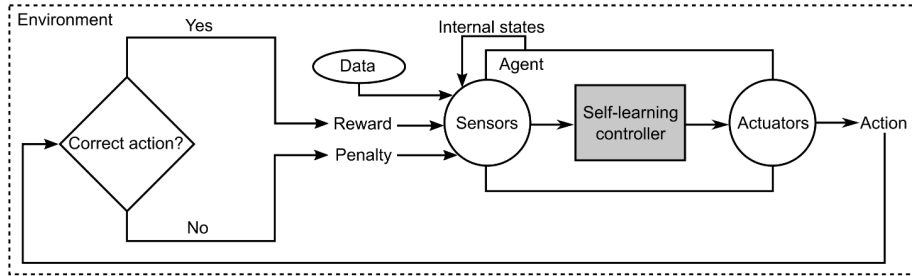 Environment
Yes
Internal states
Data
Agent
Correct action?
Reward
Penalty
Sensors
Self-learning
controller
Actuators
Action
No